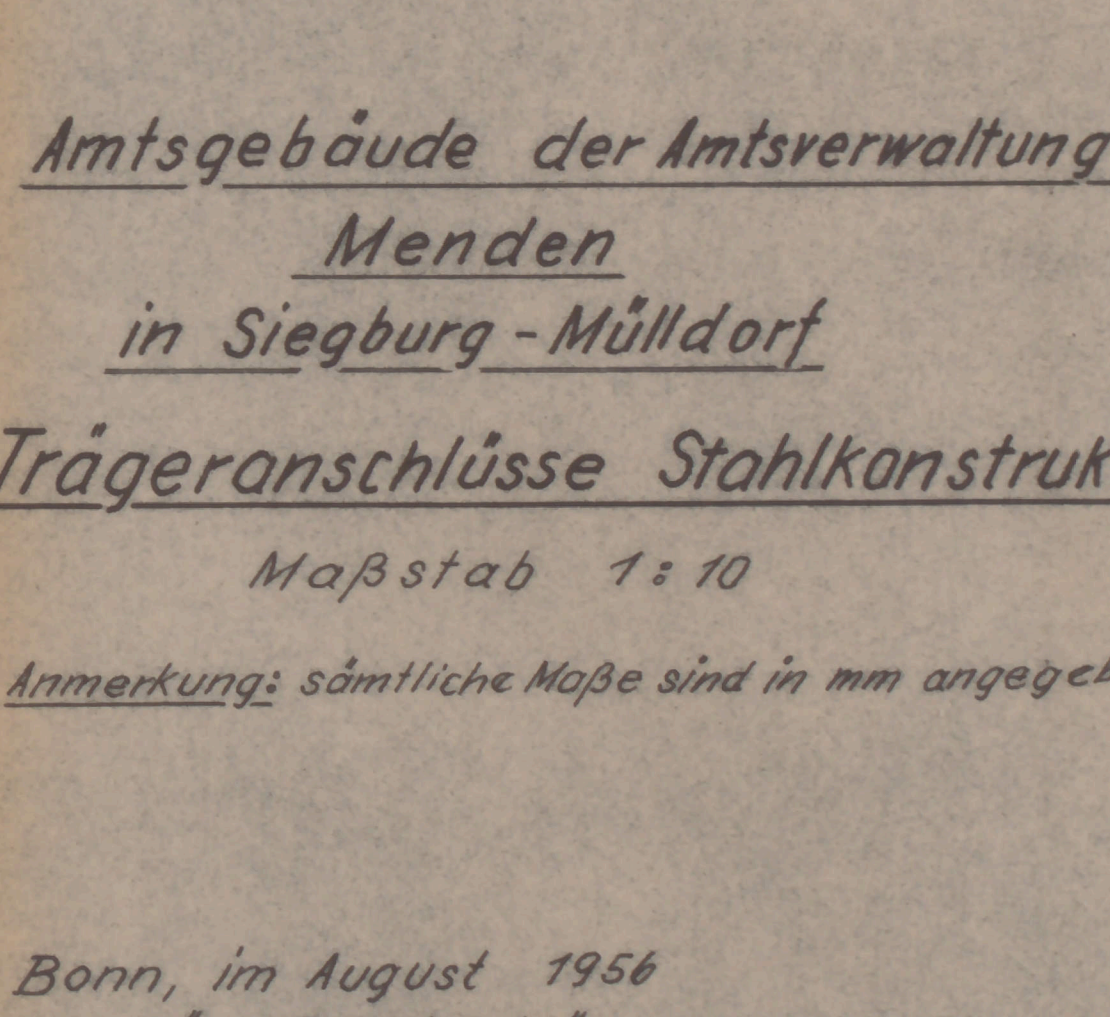 Amtsgebäude der Amtsverwaltung
Menden
in Siegburg - Mülldorf
Trägeranschlüsse Stahlkonstruk
Maßstab 1 : 10
Anmerkung: sämtliche Maße sind in mm angegeb
Bonn, im August 1956